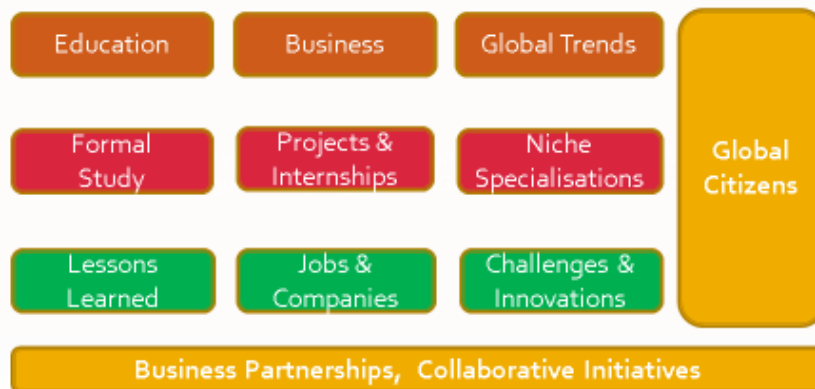 Education
Business
Global Trends
Formal
Study
Projects &
Internships
Niche
Specialisations
Global
Citizens
Lessons
Learned
Jobs &
Companies
Challenges &
Innovations
Business Partnerships, Collaborative Initiatives